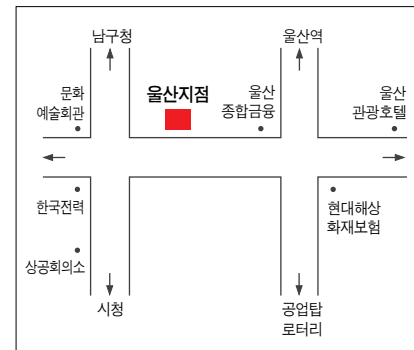 남구청
울산역
문화
예술회관
울산지점
울산
종합금융
울산
관광호텔
한국전력
현대해상
화재보험
상공회의소
시청
공업탑
로터리